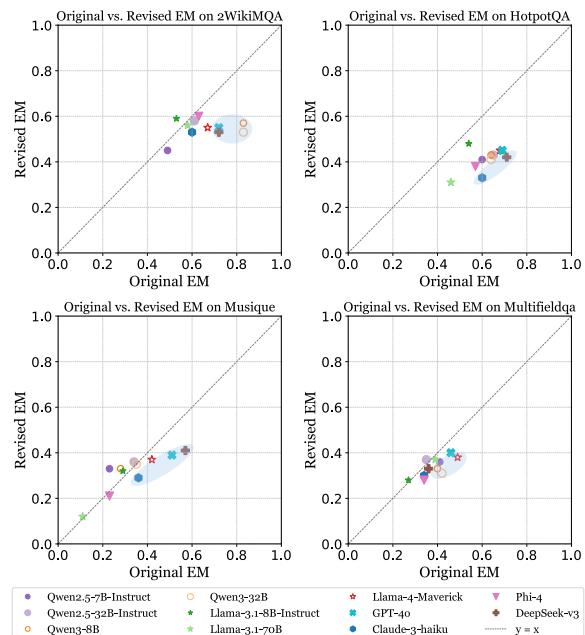 Original vs. Revised EM on 2WikiMQA
1.0
0.8
0.6
0.4
0.2
0.0
Revised EM
0.0 0.2 0.4 0.6 0.8 1.0
Original EM
Original vs. Revised EM on HotpotQA
1.0
0.8
0.6
0.4
0.2
0.0
Revised EM
0.0 0.2 0.4 0.6 0.8 1.0
Original EM
Original vs. Revised EM on Musique
1.0
0.8
0.6
0.4
0.2
0.0
Revised EM
0.0 0.2 0.4 0.6 0.8 1.0
Original EM
Original vs. Revised EM on Multifieldqa
1.0
0.8
0.6
0.4
0.2
0.0
Revised EM
0.0 0.2 0.4 0.6 0.8 1.0
Original EM
Qwen2.5-7B-Instruct Qwen3-32B Llama-4-Maverick Phi-4
Qwen2.5-32B-Instruct Llama-3.1-8B-Instruct GPT-4o DeepSeek-v3
Qwen3-8B Llama-3.1-70B Claude-3-haiku y = x